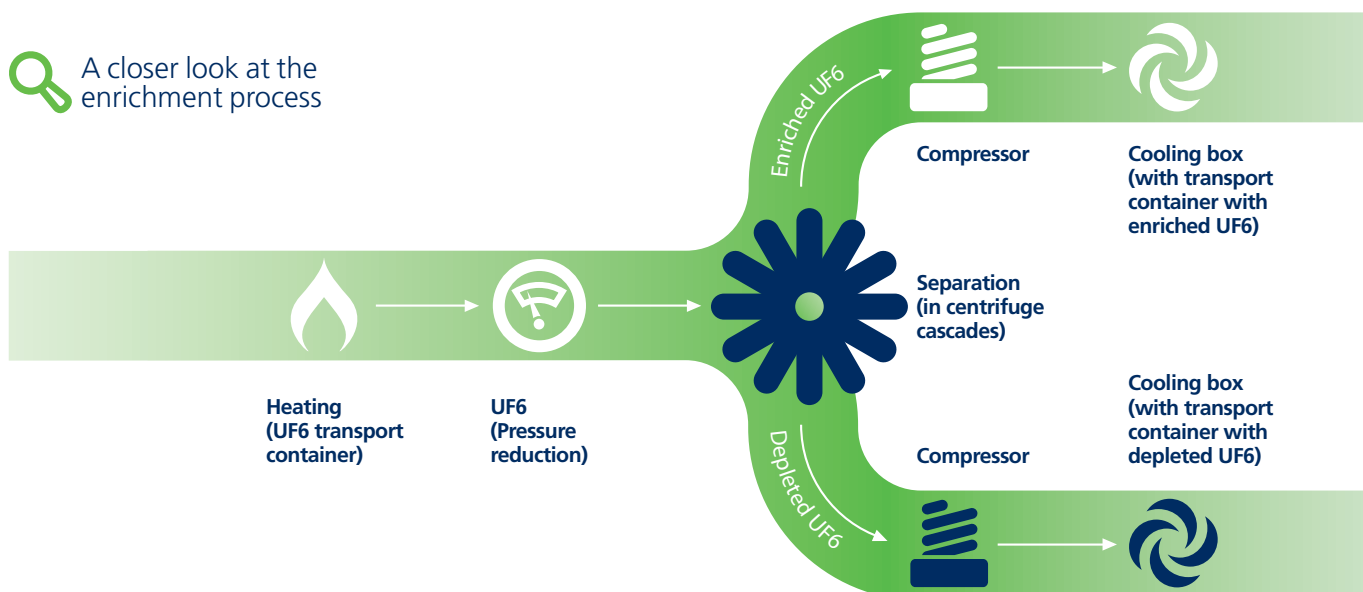 A closer look at the
enrichment process
Enriched UF6
Compressor
Cooling box
(with transport
container with
enriched UF6)
Separation
(in centrifuge
cascades)
Heating
(UF6 transport
container)
UF6
(Pressure
reduction)
Depleted UF6
Compressor
Cooling box
(with transport
container with
depleted UF6)